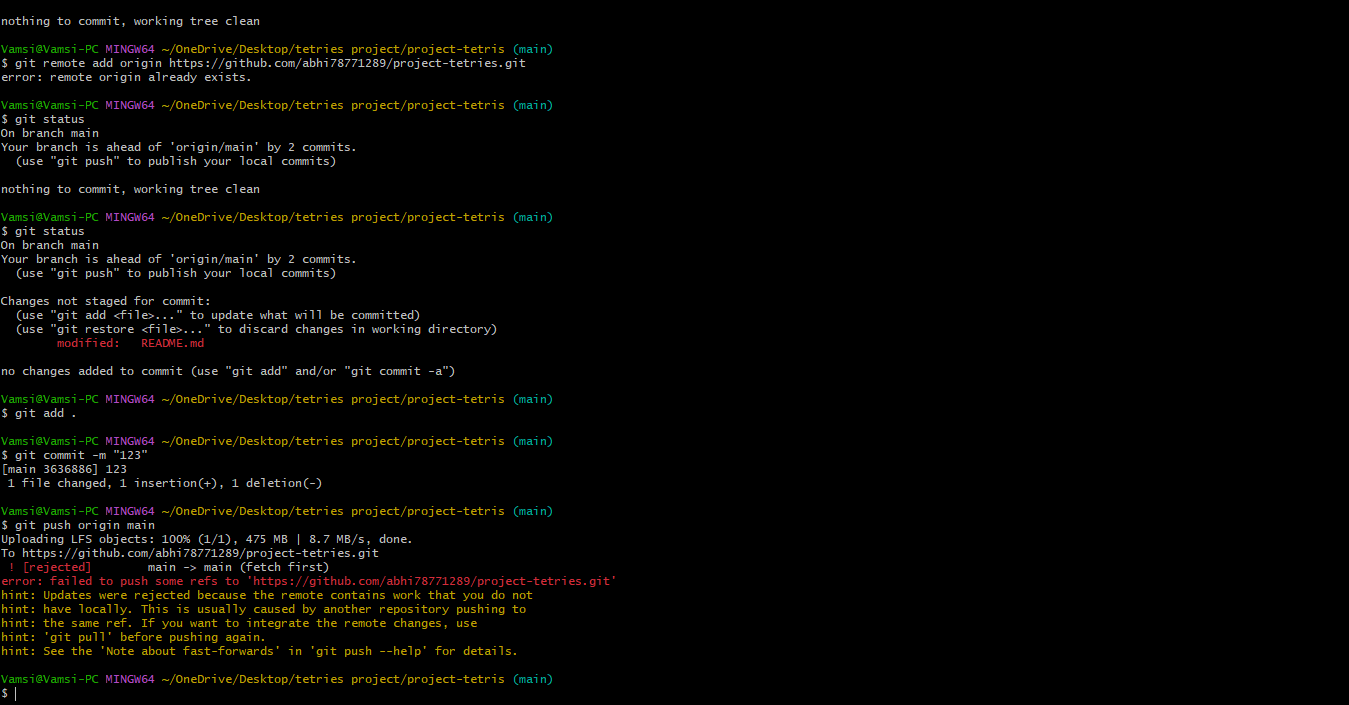 nothing to commit, working tree clean
Vamsi@Vamsi-PC MINGW64 ~/OneDrive/Desktop/tetries project/project-tetris (main)
$ git remote add origin https://github.com/abhi78771289/project-tetries.git
error: remote origin already exists.
Vamsi@Vamsi-PC MINGW64 ~/OneDrive/Desktop/tetries project/project-tetris (main)
$ git status
On branch main
Your branch is ahead of 'origin/main' by 2 commits.
  (use "git push" to publish your local commits)
nothing to commit, working tree clean
Vamsi@Vamsi-PC MINGW64 ~/OneDrive/Desktop/tetries project/project-tetris (main)
$ git status
On branch main
Your branch is ahead of 'origin/main' by 2 commits.
  (use "git push" to publish your local commits)
Changes not staged for commit:
  (use "git add <file>..." to update what will be committed)
  (use "git restore <file>..." to discard changes in working directory)
        modified:   README.md
no changes added to commit (use "git add" and/or "git commit -a")
Vamsi@Vamsi-PC MINGW64 ~/OneDrive/Desktop/tetries project/project-tetris (main)
$ git add .
Vamsi@Vamsi-PC MINGW64 ~/OneDrive/Desktop/tetries project/project-tetris (main)
$ git commit -m "123"
[main 3636886] 123
 1 file changed, 1 insertion(+), 1 deletion(-)
Vamsi@Vamsi-PC MINGW64 ~/OneDrive/Desktop/tetries project/project-tetris (main)
$ git push origin main
Uploading LFS objects: 100% (1/1), 475 MB | 8.7 MB/s, done.
To https://github.com/abhi78771289/project-tetries.git
 ! [rejected]        main -> main (fetch first)
error: failed to push some refs to 'https://github.com/abhi78771289/project-tetries.git'
hint: Updates were rejected because the remote contains work that you do not
hint: have locally. This is usually caused by another repository pushing to
hint: the same ref. If you want to integrate the remote changes, use
hint: 'git pull' before pushing again.
hint: See the 'Note about fast-forwards' in 'git push --help' for details.
Vamsi@Vamsi-PC MINGW64 ~/OneDrive/Desktop/tetries project/project-tetris (main)
$